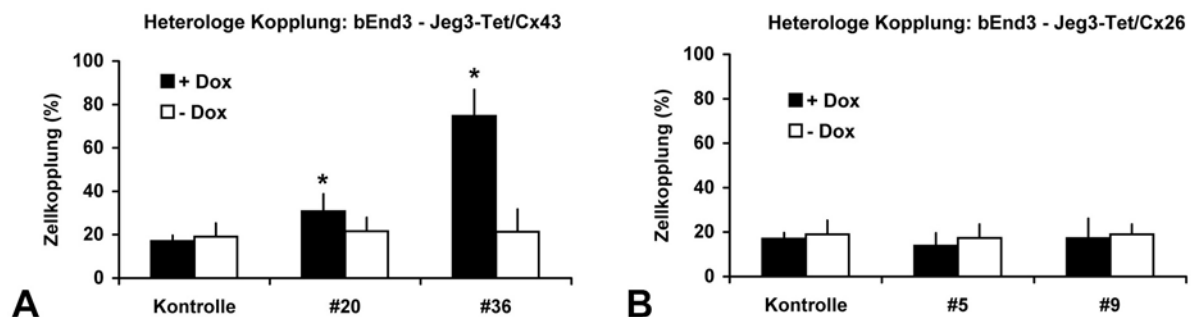 Heterologe Kopplung: bEnd3 - Jeg3-Tet/Cx43
Zellkopplung (%)
100
80
60
40
20
0
+ Dox
- Dox
*
*
Kontrolle #20 #36
A
Heterologe Kopplung: bEnd3 - Jeg3-Tet/Cx26
Zellkopplung (%)
100
80
60
40
20
0
+ Dox
- Dox
Kontrolle #5 #9
B